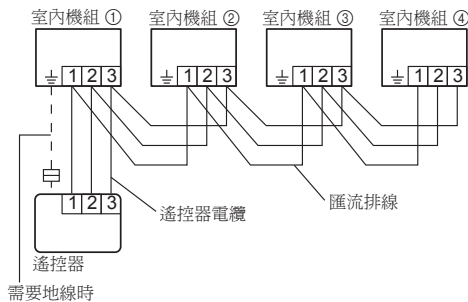 室內機組 ① 室內機組 ② 室內機組 ③ 室內機組 ④
1 2 3 1 2 3 1 2 3 1 2 3
1 2 3
遙控器電纜
匯流排線
遙控器
需要地線時